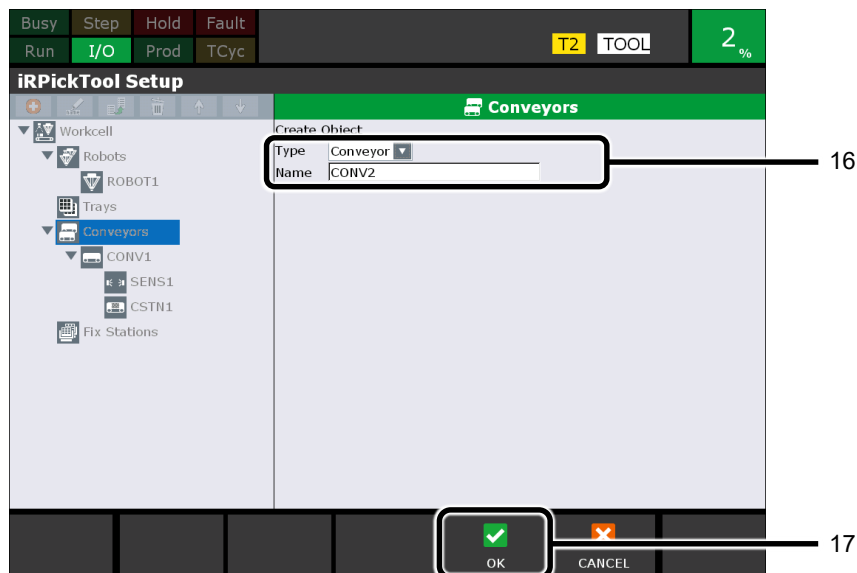 Busy Step Hold Fault
Run I/O Prod TCyc
T2 TOOL
2 %
iRPickTool Setup
Conveyors
Workcell
Robots
ROBOT1
Trays
Conveyors
CONV1
SENS1
CSTN1
Fix Stations
Create Object
Type Conveyor
Name CONV2
16
OK CANCEL
17